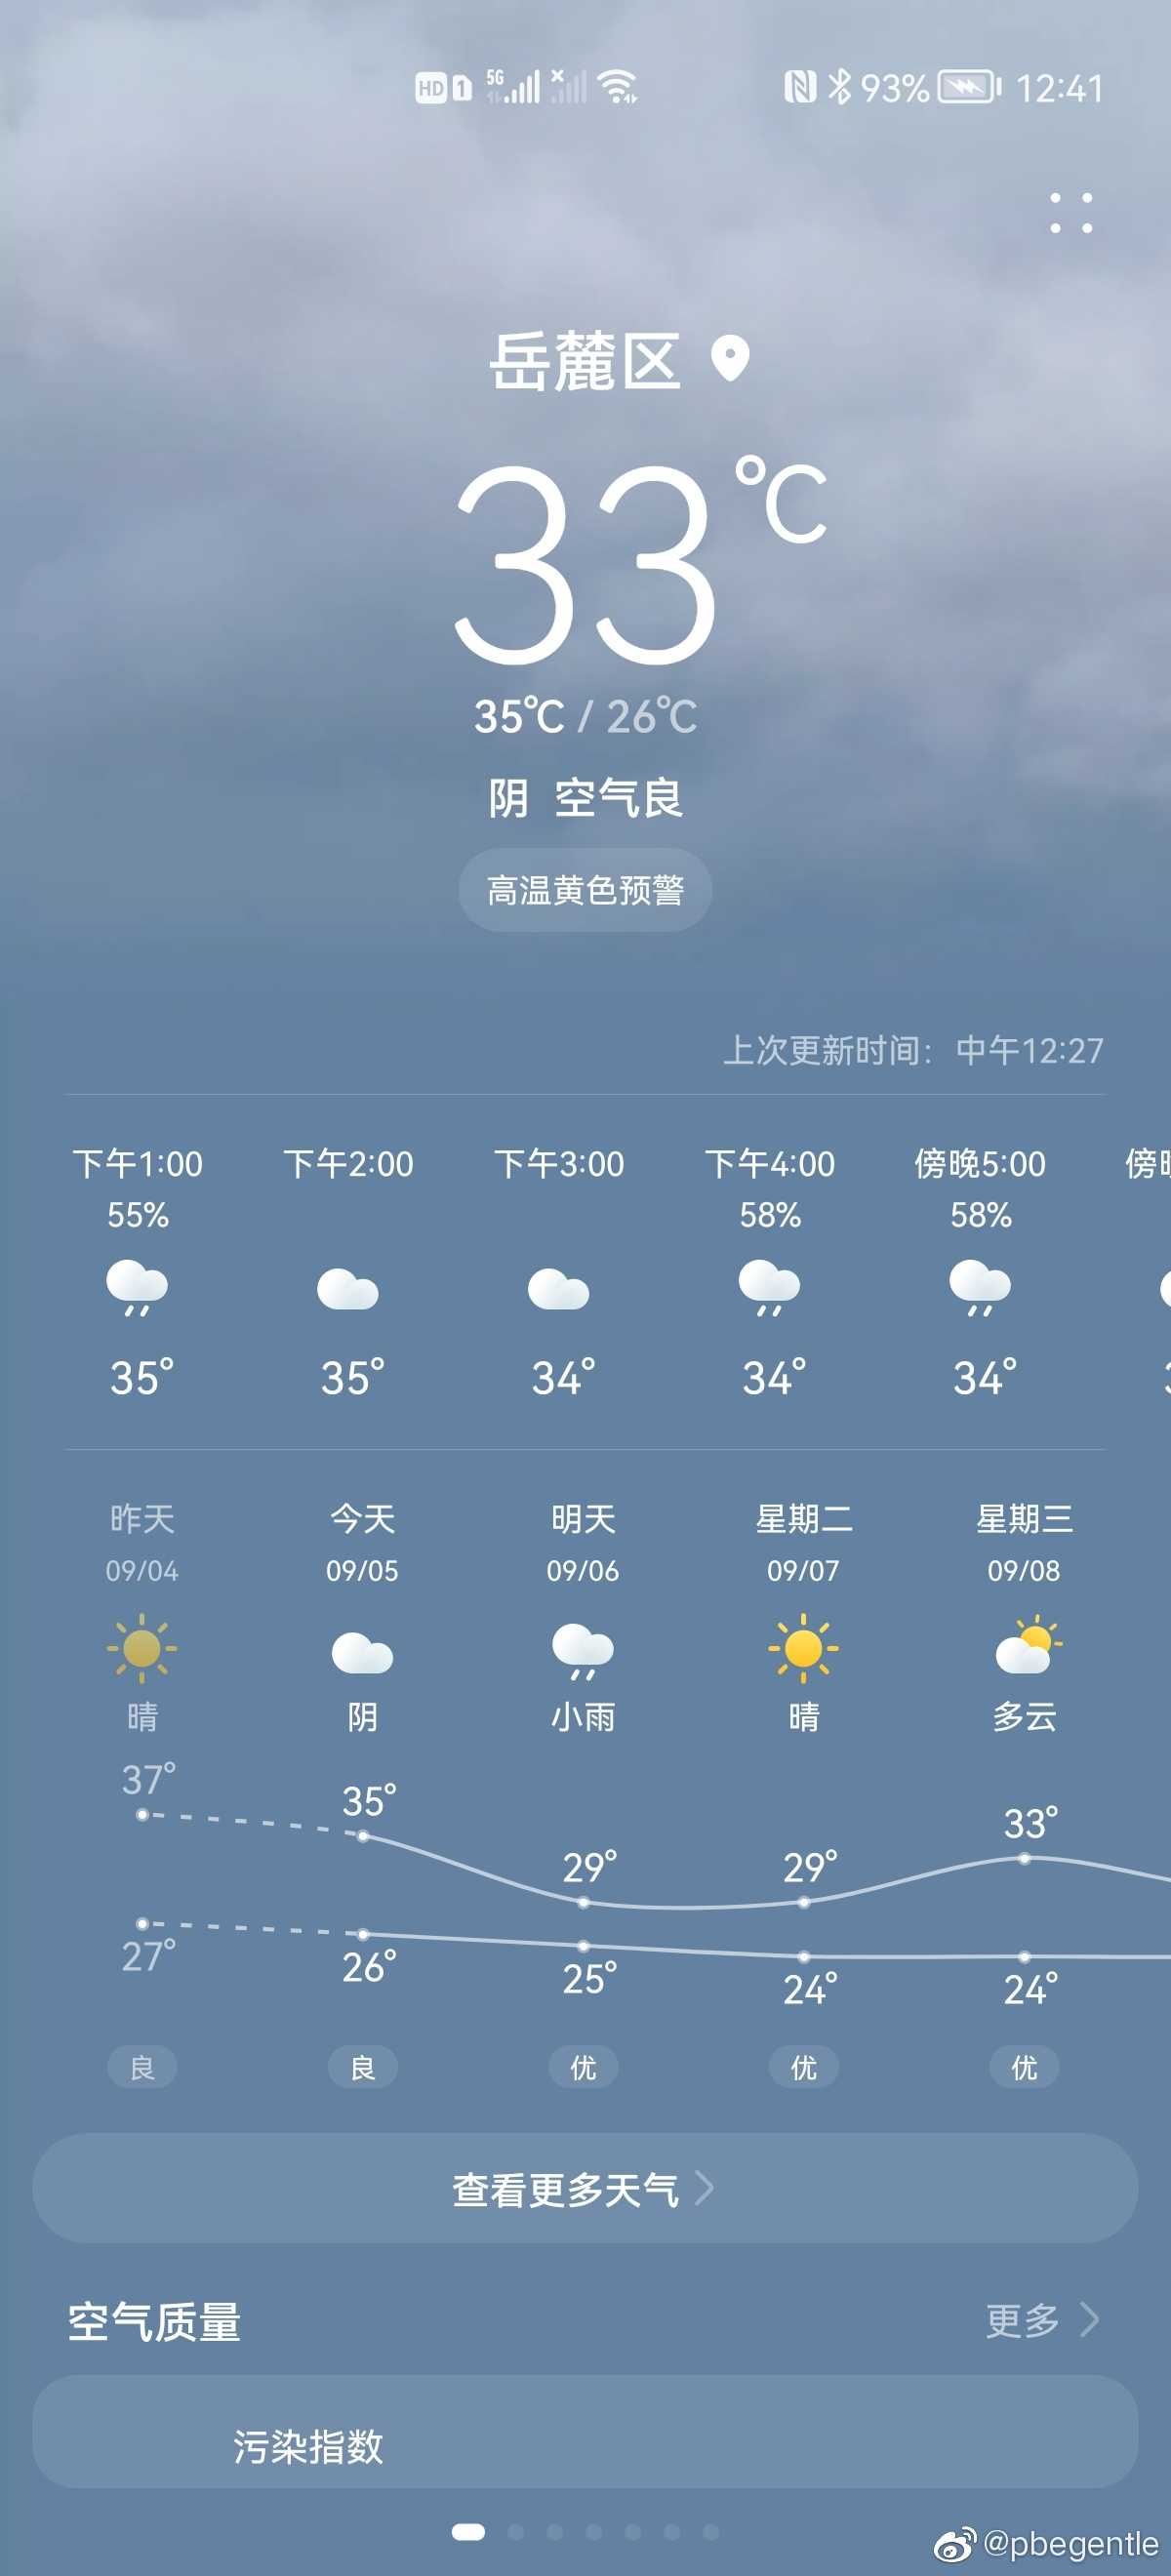 HD 1 5G 93% 12:41
岳麓区
33℃
35℃ / 26℃
阴 空气良
高温黄色预警
上次更新时间：中午12:27
下午1:00 下午2:00 下午3:00 下午4:00 傍晚5:00 傍
55% 58% 58%
35° 35° 34° 34° 34°
昨天 今天 明天 星期二 星期三
09/04 09/05 09/06 09/07 09/08
晴 阴 小雨 晴 多云
37° 35° 29° 29° 33°
27° 26° 25° 24° 24°
良 良 优 优 优
查看更多天气
空气质量 更多
污染指数
@pbegentle